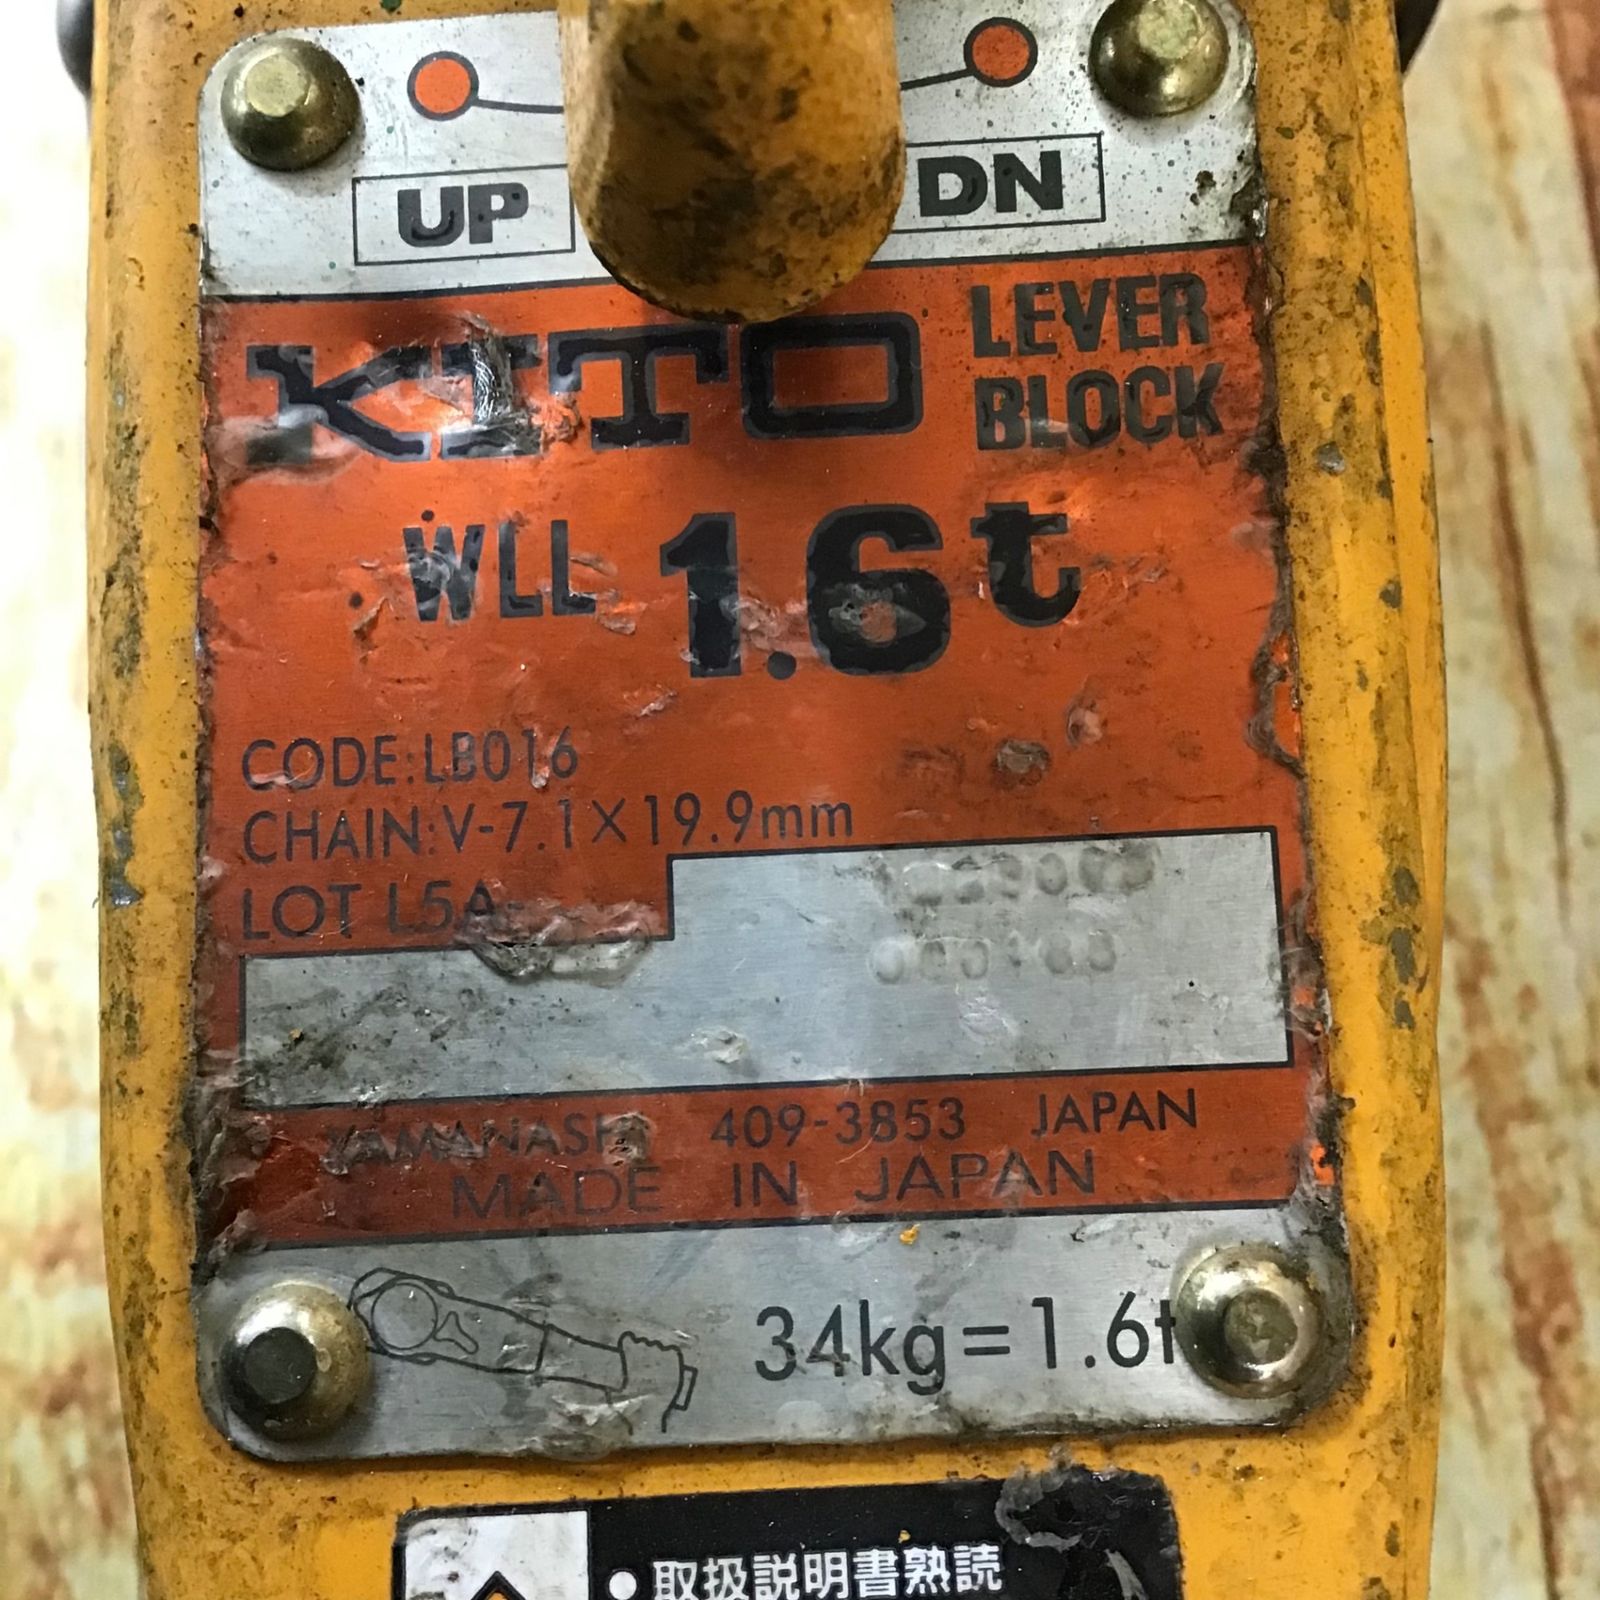 UP
DN
KITO
LEVER
BLOCK
WLL 1.6t
CODE:LB016
CHAIN:V-7.1×19.9mm
LOT L5A-
YAMANASHI 409-3853 JAPAN
MADE IN JAPAN
34kg=1.6t
●取扱説明書熟読